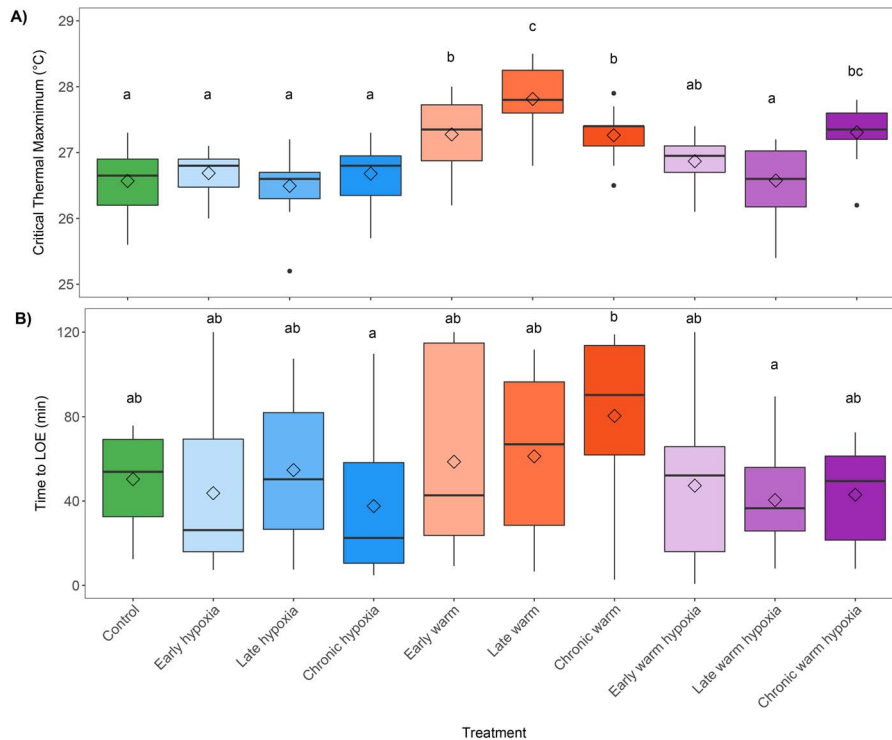 A)
Critical Thermal Maxmimum (°C)
29
28
27
26
25
a
a
a
a
b
c
b
ab
a
bc
B)
Time to LOE (min)
120
80
40
0
ab
ab
ab
a
ab
ab
b
ab
a
ab
Control
Early hypoxia
Late hypoxia
Chronic hypoxia
Early warm
Late warm
Chronic warm
Early warm hypoxia
Late warm hypoxia
Chronic warm hypoxia
Treatment